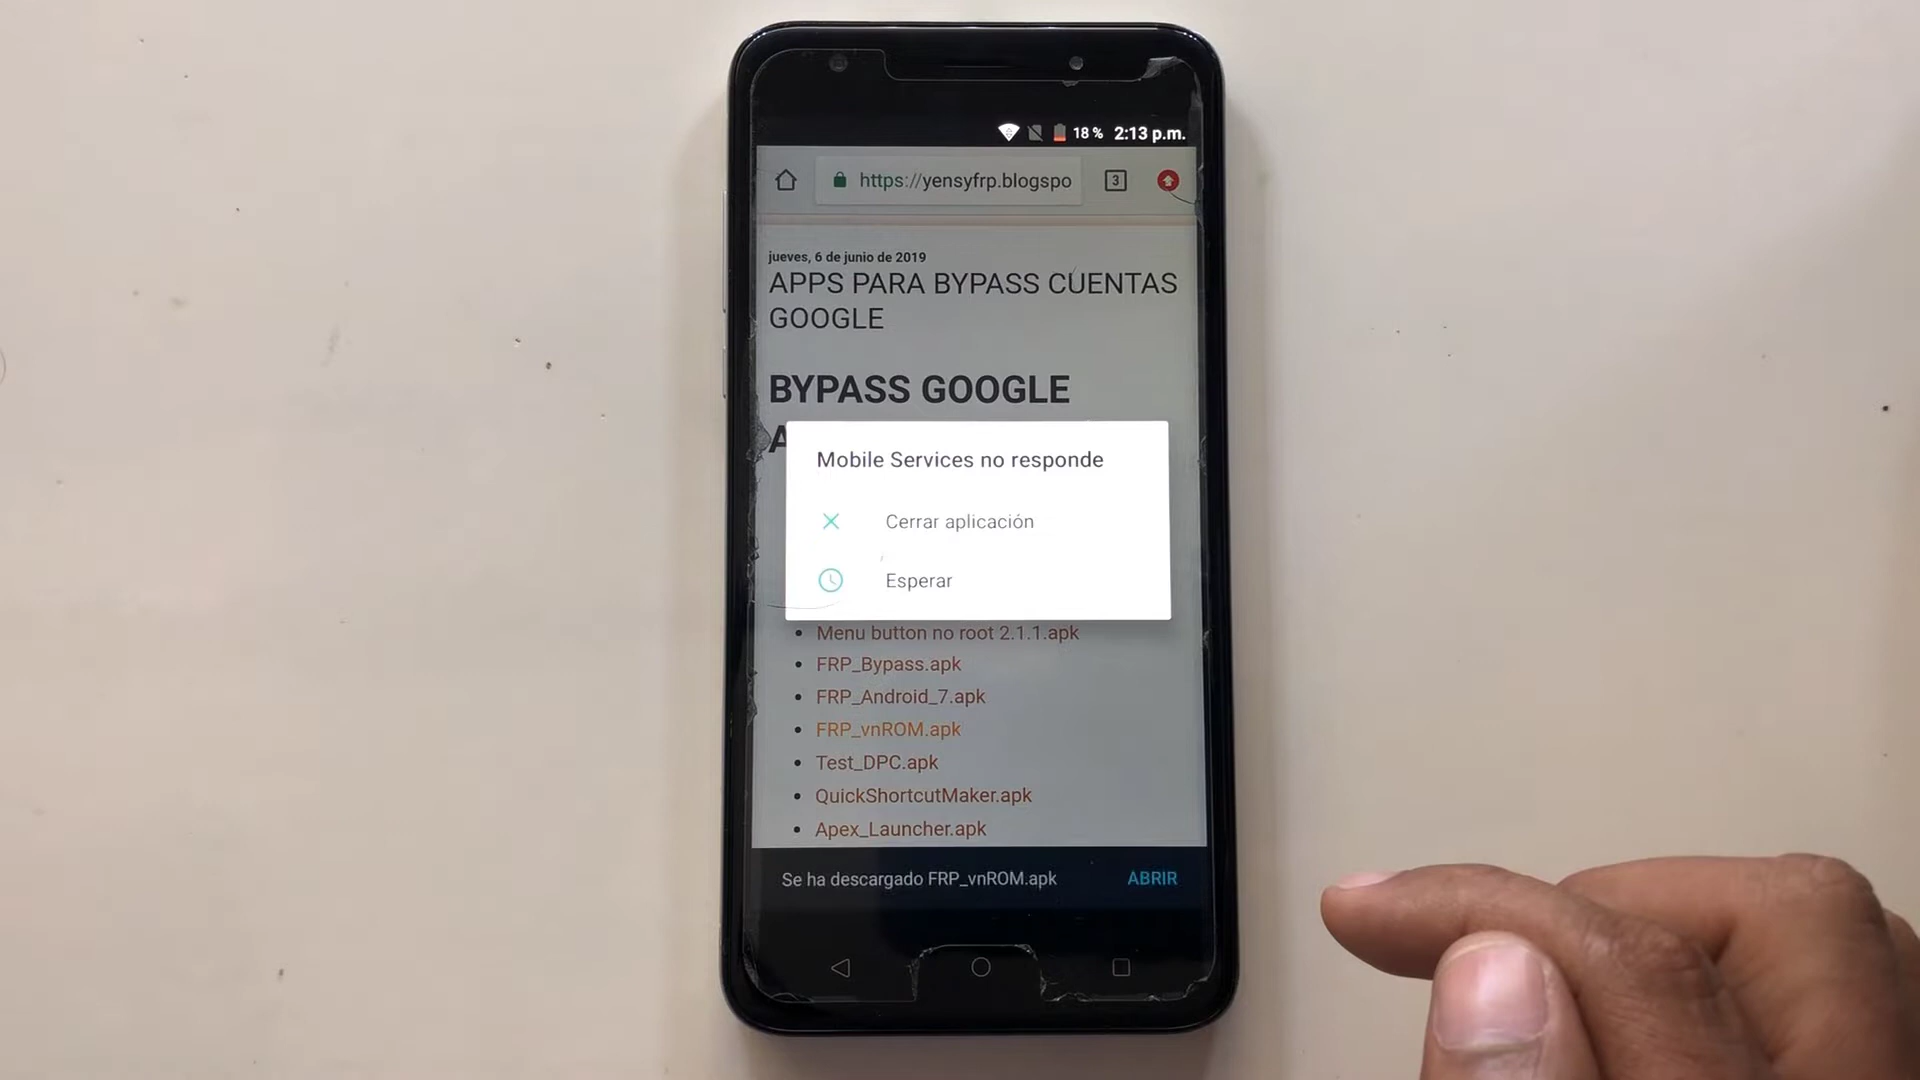 18 % 2:13 p.m.
https://yensyfrp.blogspo
3
jueves, 6 de junio de 2019
APPS PARA BYPASS CUENTAS
GOOGLE
BYPASS GOOGLE
A
Mobile Services no responde
Cerrar aplicación
Esperar
Menu button no root 2.1.1.apk
FRP_Bypass.apk
FRP_Android_7.apk
FRP_vnROM.apk
Test_DPC.apk
QuickShortcutMaker.apk
Apex_Launcher.apk
Se ha descargado FRP_vnROM.apk ABRIR